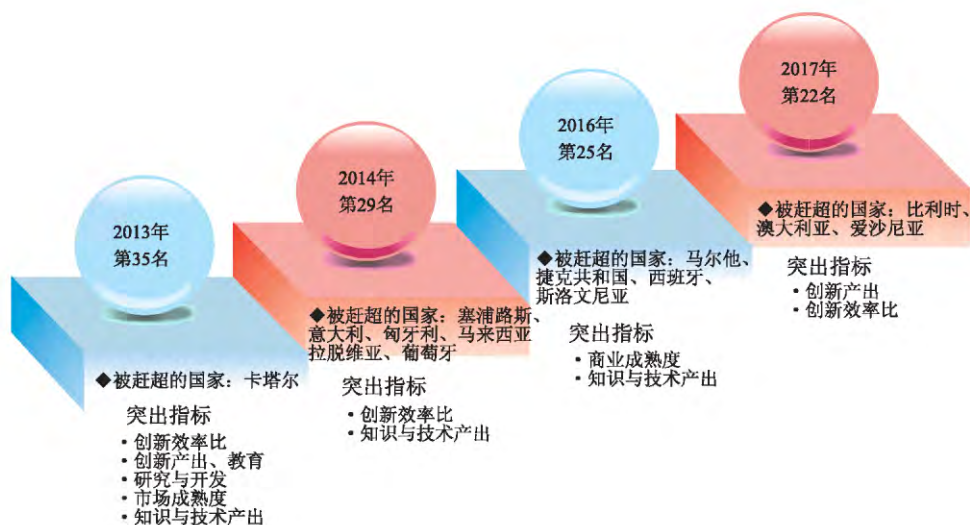 2013年
第35名
◆被赶超的国家：卡塔尔
突出指标
·创新效率比
·创新产出、教育
·研究与开发
·市场成熟度
·知识与技术产出
2014年
第29名
◆被赶超的国家：塞浦路斯、
意大利、匈牙利、马来西亚
拉脱维亚、葡萄牙
突出指标
·创新效率比
·知识与技术产出
2016年
第25名
◆被赶超的国家：马尔他、
捷克共和国、西班牙、
斯洛文尼亚
突出指标
·商业成熟度
·知识与技术产出
2017年
第22名
◆被赶超的国家：比利时、
澳大利亚、爱沙尼亚
突出指标
·创新产出
·创新效率比